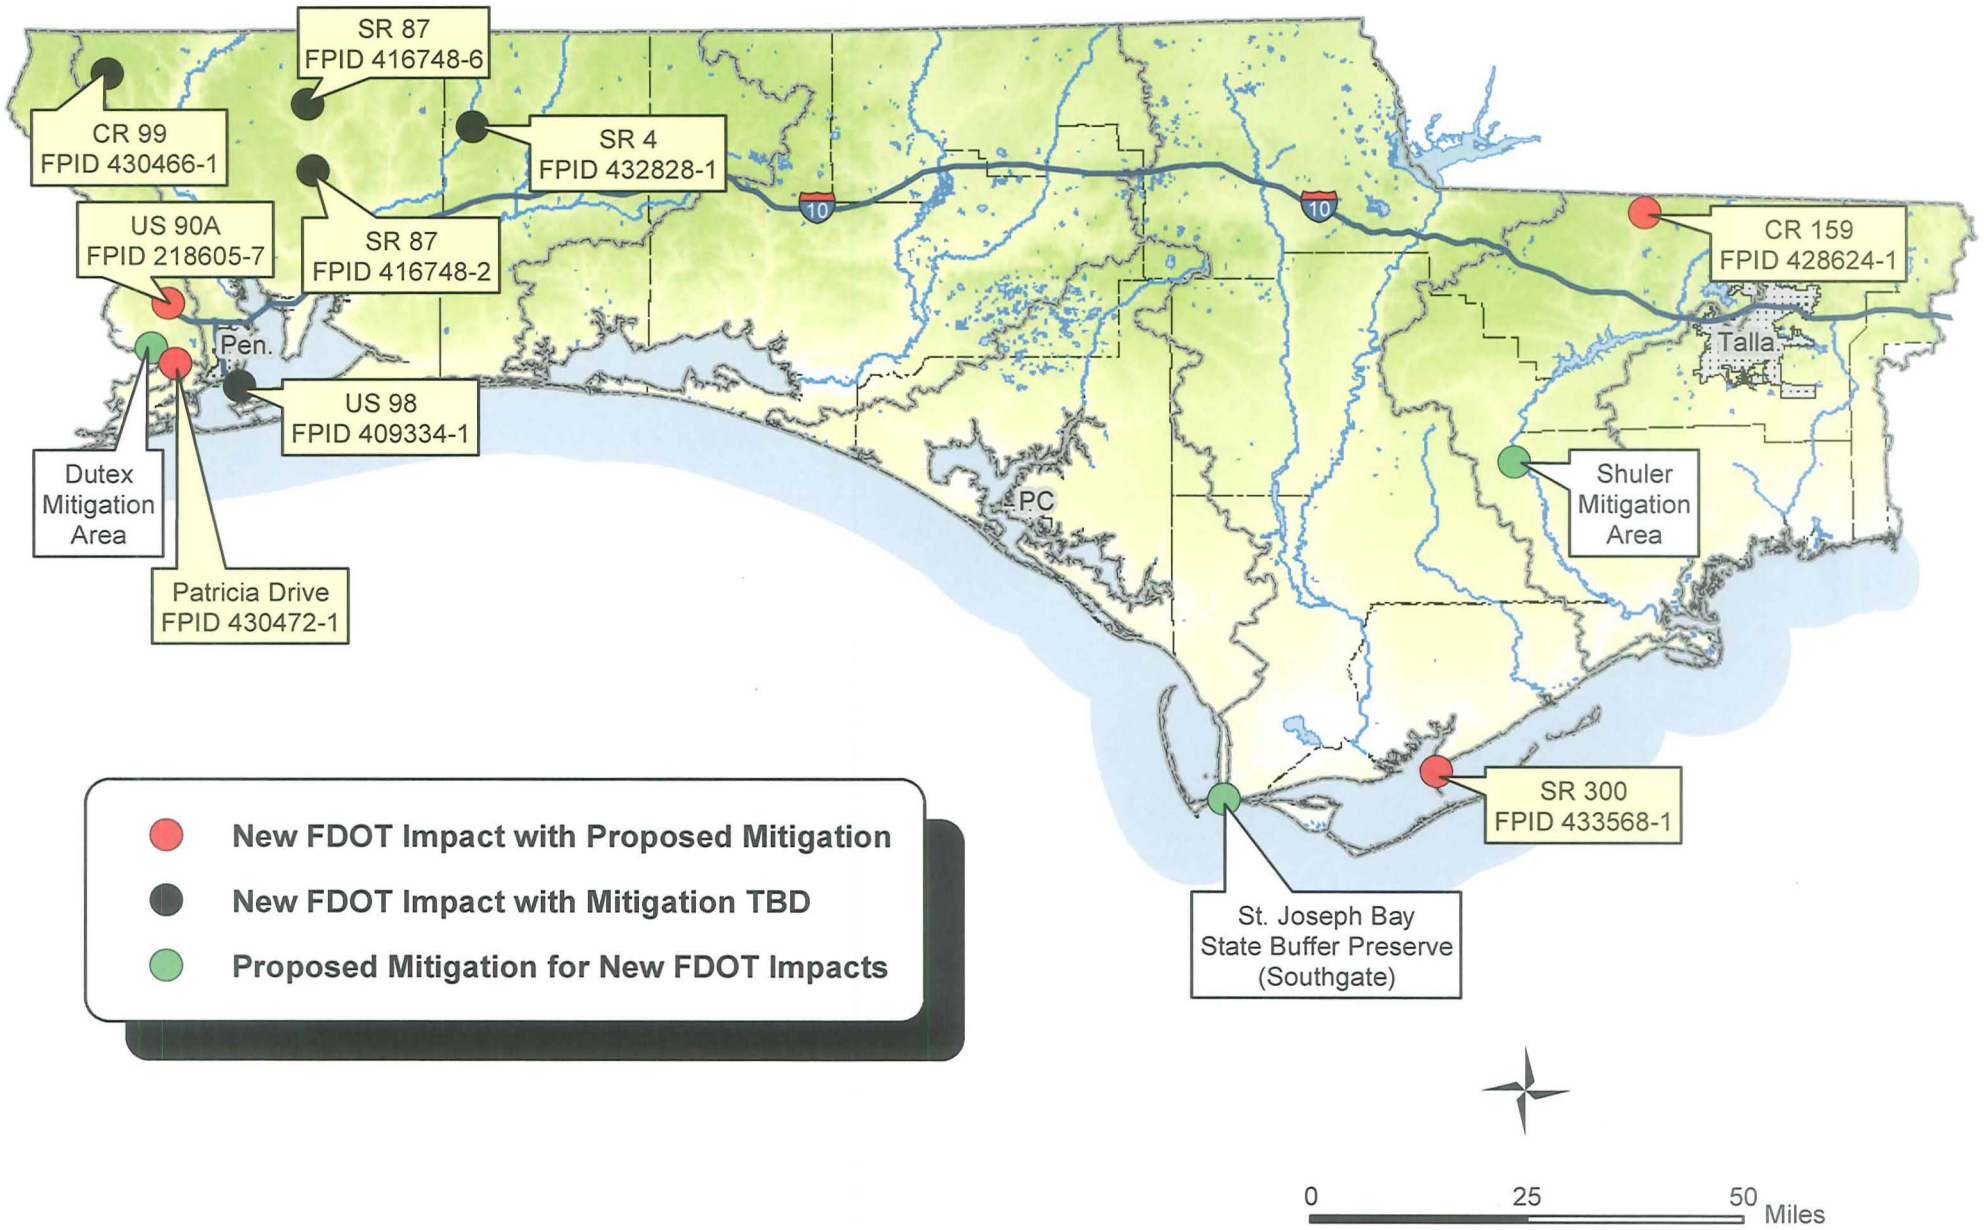 SR 87
FPID 416748-6
CR 99
FPID 430466-1
SR 4
FPID 432828-1
US 90A
FPID 218605-7
SR 87
FPID 416748-2
10
10
CR 159
FPID 428624-1
Pen.
Talla.
US 98
FPID 409334-1
Dutex
Mitigation
Area
PC
Shuler
Mitigation
Area
Patricia Drive
FPID 430472-1
SR 300
FPID 433568-1
St. Joseph Bay
State Buffer Preserve
(Southgate)
New FDOT Impact with Proposed Mitigation
New FDOT Impact with Mitigation TBD
Proposed Mitigation for New FDOT Impacts
0 25 50 Miles